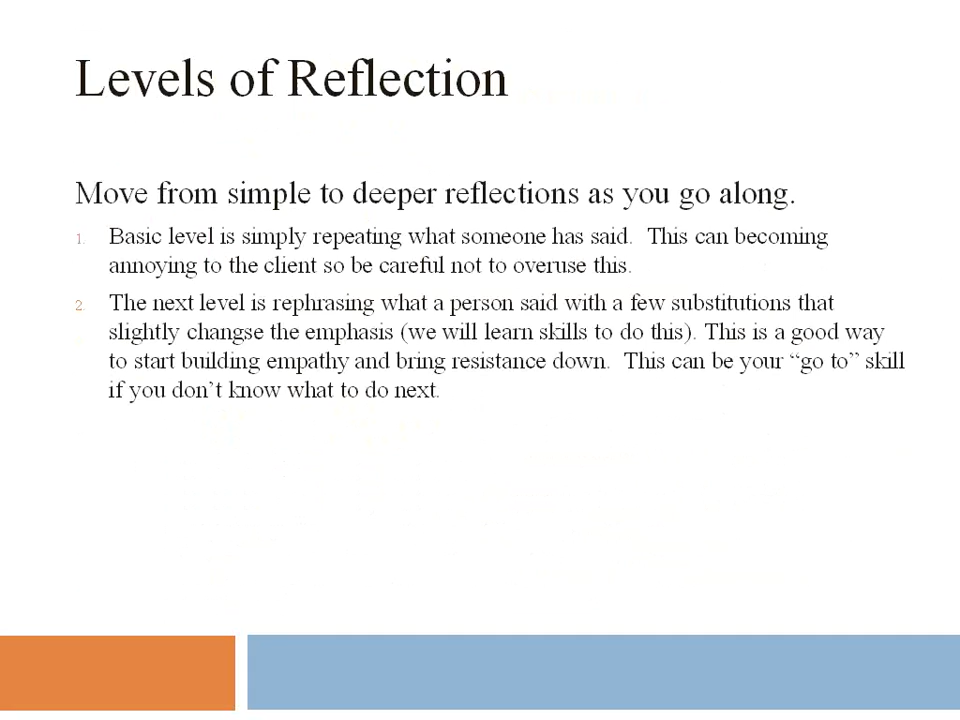 Levels of Reflection
Move from simple to deeper reflections as you go along.
1. Basic level is simply repeating what someone has said.  This can becoming
annoying to the client so be careful not to overuse this.
2. The next level is rephrasing what a person said with a few substitutions that
slightly changse the emphasis (we will learn skills to do this). This is a good way
to start building empathy and bring resistance down.  This can be your “go to” skill
if you don’t know what to do next.